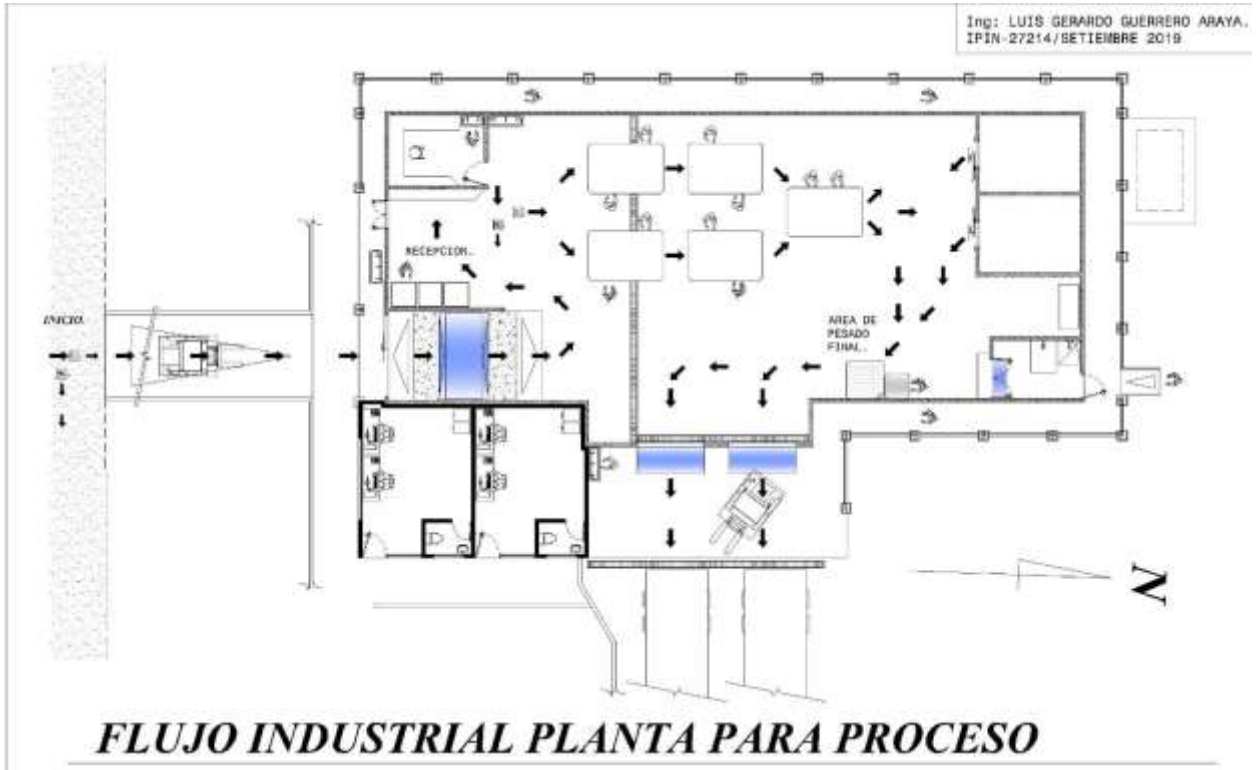 Ing: LUIS GERARDO GUERRERO ARAYA.
IPIN-27214/SETIEMBRE 2019
RECEPCION.
INICIO.
AREA DE
PESADO
FINAL.
N
FLUJO INDUSTRIAL PLANTA PARA PROCESO